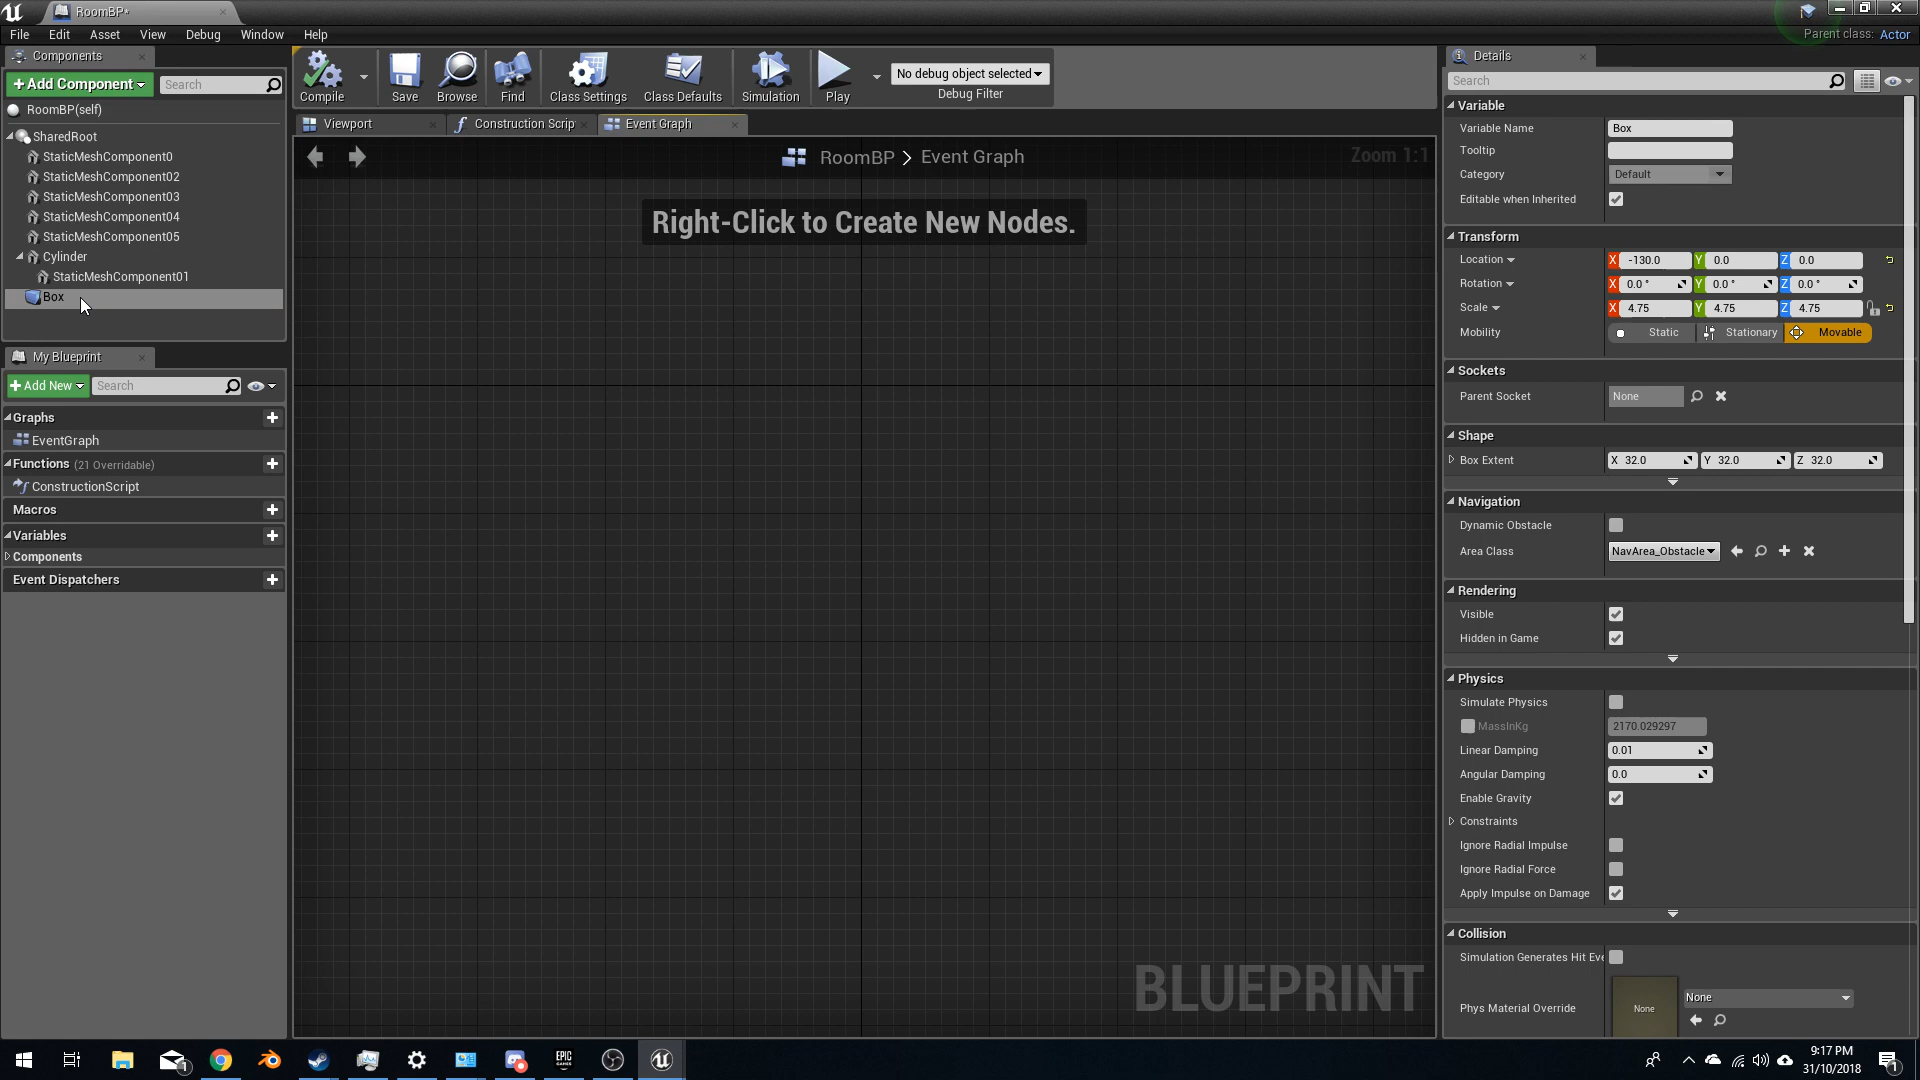 RoomBP*
File Edit Asset View Debug Window Help
Parent class: Actor
Components
+Add Component
Search
RoomBP(self)
SharedRoot
StaticMeshComponent0
StaticMeshComponent02
StaticMeshComponent03
StaticMeshComponent04
StaticMeshComponent05
Cylinder
StaticMeshComponent01
Box
My Blueprint
+Add New
Search
Graphs
EventGraph
Functions (21 Overridable)
ConstructionScript
Macros
Variables
Components
Event Dispatchers
Compile
Save
Browse
Find
Class Settings
Class Defaults
Simulation
Play
No debug object selected
Debug Filter
Viewport
Construction Scrip
Event Graph
RoomBP > Event Graph
Zoom 1:1
Right-Click to Create New Nodes.
BLUEPRINT
Details
Search
Variable
Variable Name Box
Tooltip
Category Default
Editable when Inherited
Transform
Location X -130.0 Y 0.0 Z 0.0
Rotation X 0.0 ° Y 0.0 ° Z 0.0 °
Scale X 4.75 Y 4.75 Z 4.75
Mobility Static Stationary Movable
Sockets
Parent Socket None
Shape
Box Extent X 32.0 Y 32.0 Z 32.0
Navigation
Dynamic Obstacle
Area Class NavArea_Obstacle
Rendering
Visible
Hidden in Game
Physics
Simulate Physics
MassInKg 2170.029297
Linear Damping 0.01
Angular Damping 0.0
Enable Gravity
Constraints
Ignore Radial Impulse
Ignore Radial Force
Apply Impulse on Damage
Collision
Simulation Generates Hit Eve
Phys Material Override None None
1
EPIC
GAMES
9:17 PM
31/10/2018
1